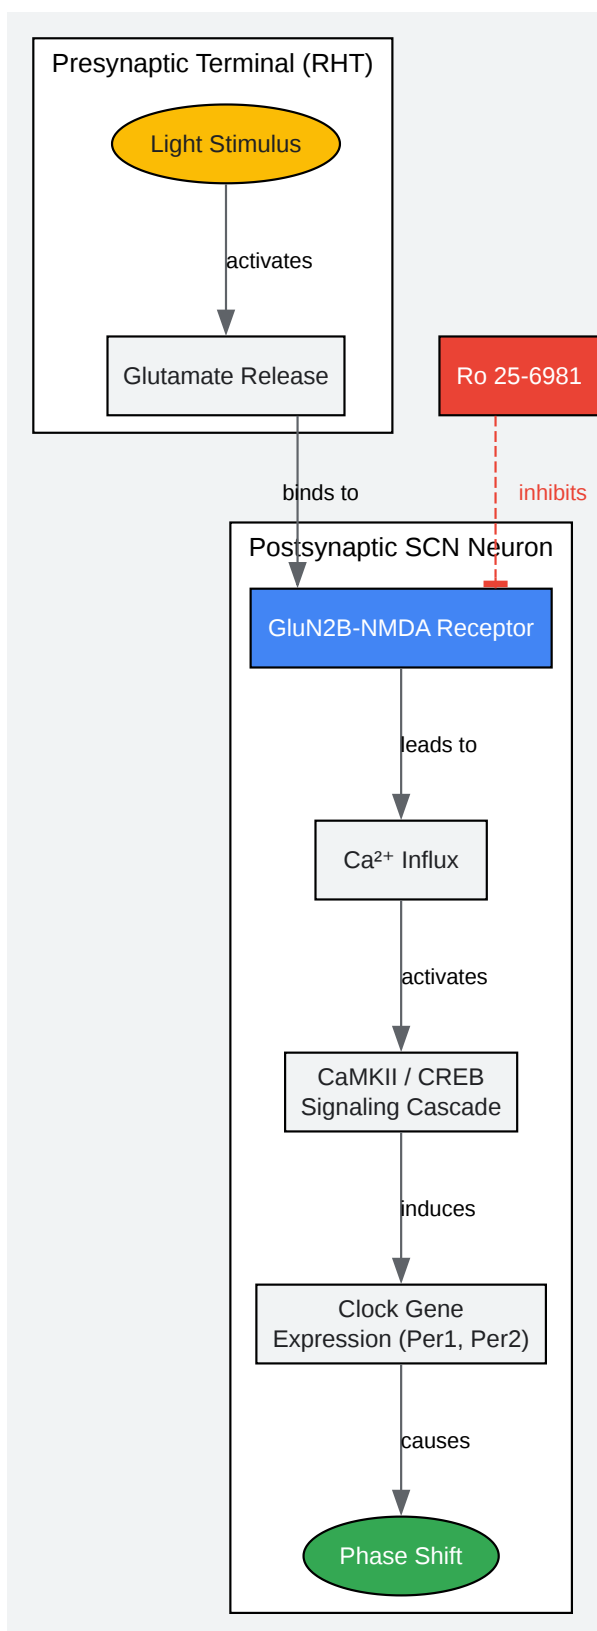 Presynaptic Terminal (RHT)
Light Stimulus
activates
Glutamate Release
Ro 25-6981
binds to
inhibits
Postsynaptic SCN Neuron
GluN2B-NMDA Receptor
leads to
Ca²⁺ Influx
activates
CaMKII / CREB
Signaling Cascade
induces
Clock Gene
Expression (Per1, Per2)
causes
Phase Shift